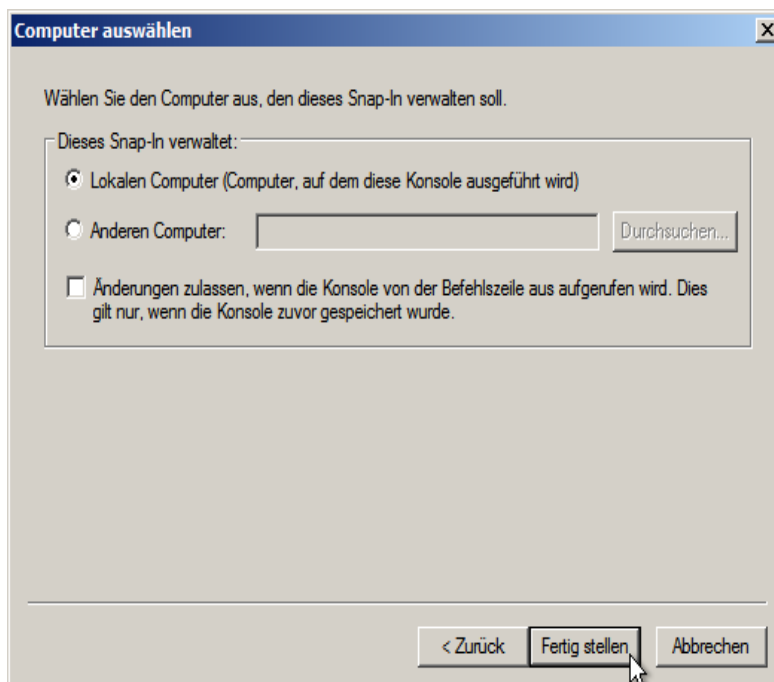 Computer auswählen
Wählen Sie den Computer aus, den dieses Snap-In verwalten soll.
Dieses Snap-In verwaltet:
Lokalen Computer (Computer, auf dem diese Konsole ausgeführt wird)
Anderen Computer:
Durchsuchen...
Änderungen zulassen, wenn die Konsole von der Befehlszeile aus aufgerufen wird. Dies
gilt nur, wenn die Konsole zuvor gespeichert wurde.
< Zurück
Fertig stellen
Abbrechen